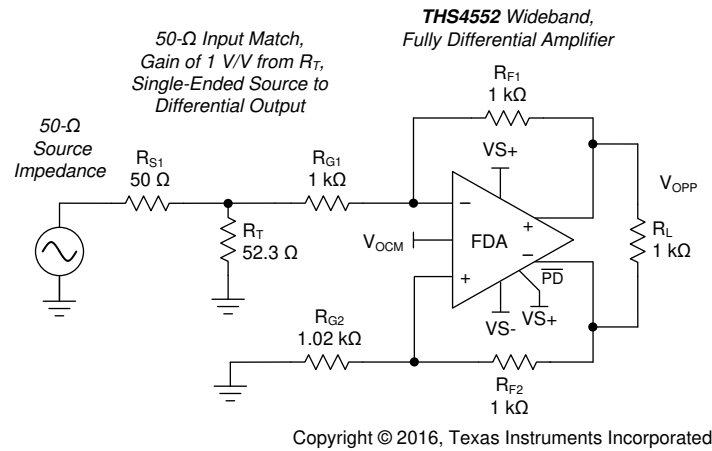 THS4552 Wideband,
Fully Differential Amplifier
50-Ω Input Match,
Gain of 1 V/V from RT,
Single-Ended Source to
Differential Output
50-Ω
Source
Impedance
RS1
50 Ω
RT
52.3 Ω
RG1
1 kΩ
RF1
1 kΩ
VS+
VOCM
−
+
FDA
+
−
PD
VS-
VS+
VOPP
RL
1 kΩ
RG2
1.02 kΩ
RF2
1 kΩ
Copyright © 2016, Texas Instruments Incorporated